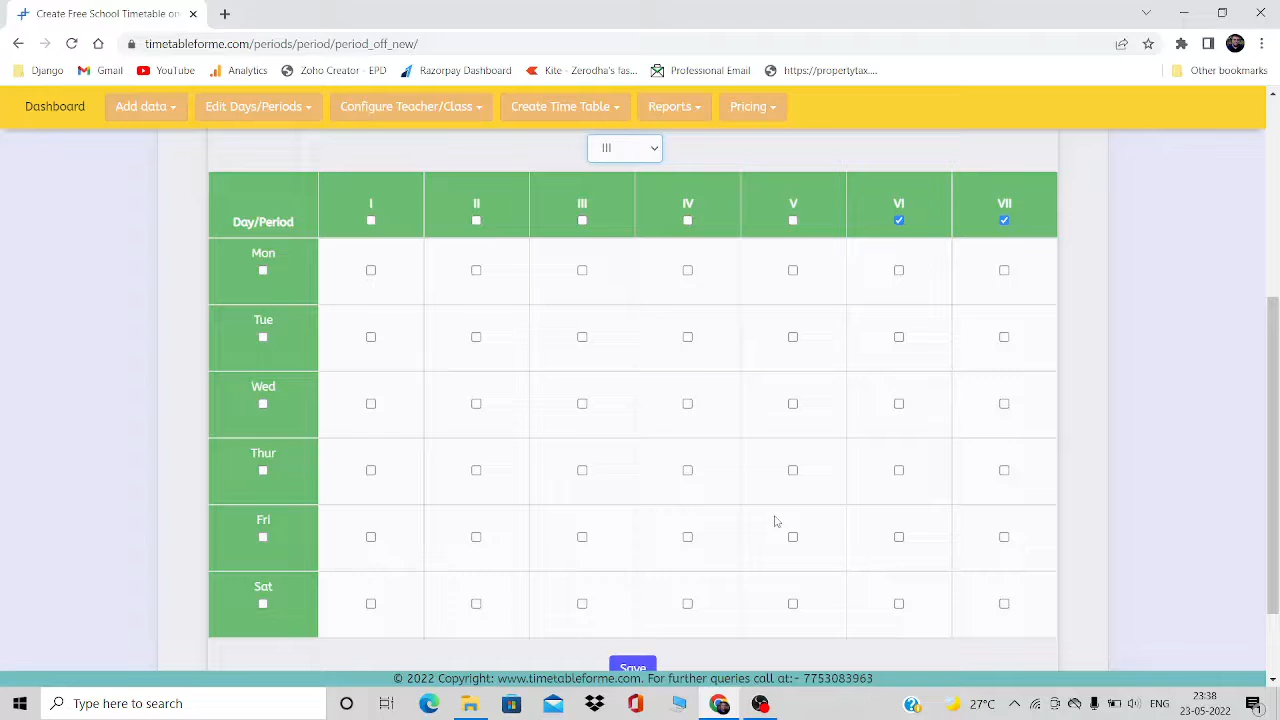 Create Free School Timetable or
timetableforme.com/periods/period/period_off_new/
Django Gmail YouTube Analytics Zoho Creator - EPD Razorpay Dashboard Kite - Zerodha's fas... Professional Email https://propertytax.... Other bookmarks
Dashboard Add data Edit Days/Periods Configure Teacher/Class Create Time Table Reports Pricing
III
Day/Period I II III IV V VI VII
Mon
Tue
Wed
Thur
Fri
Sat
Save
© 2022 Copyright: www.timetableforme.com. For further queries call at:- 7753083963
Type here to search 27°C ENG 23:38
23-05-2022